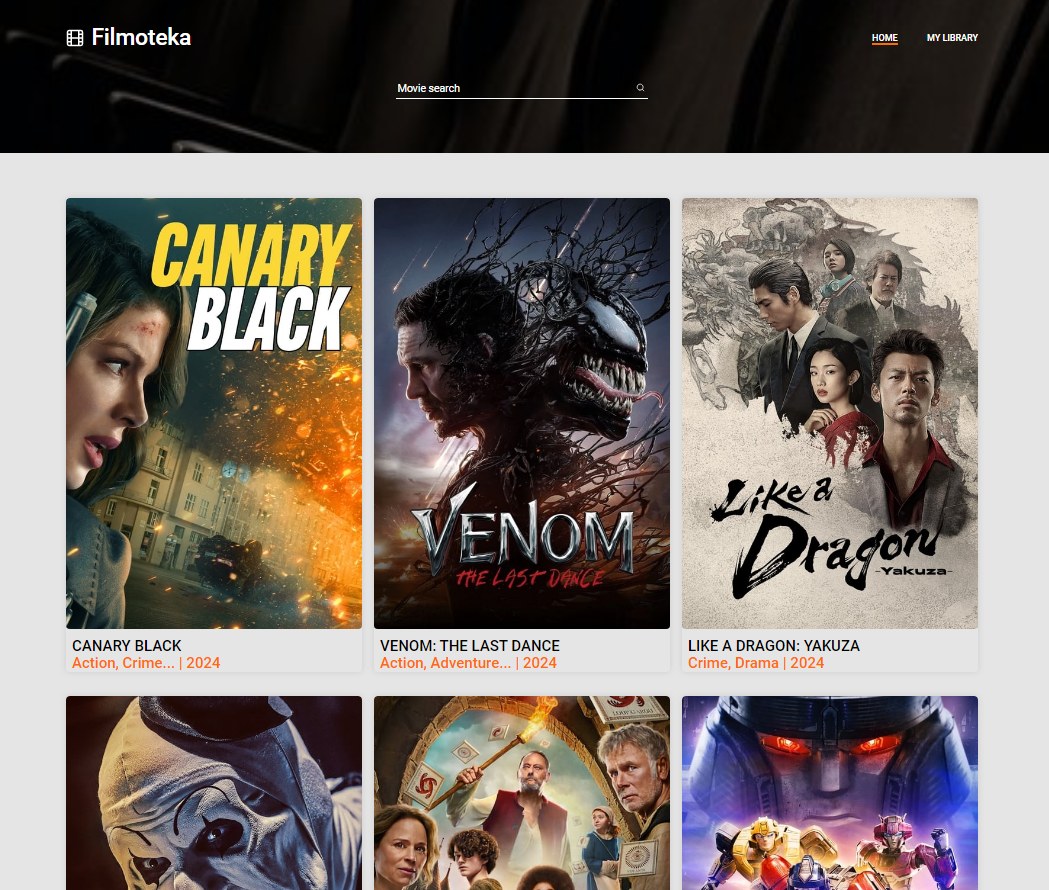 Filmoteka
HOME
MY LIBRARY
Movie search
CANARY
BLACK
VENOM
THE LAST DANCE
Like a
Dragon
-Yakuza-
CANARY BLACK
Action, Crime... | 2024
VENOM: THE LAST DANCE
Action, Adventure... | 2024
LIKE A DRAGON: YAKUZA
Crime, Drama | 2024